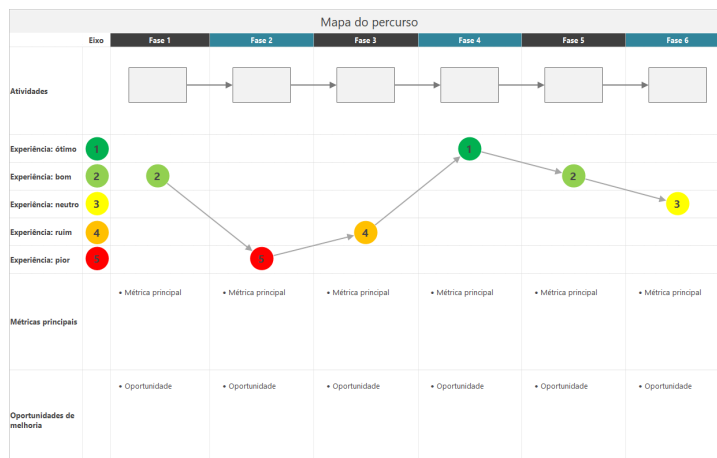 Mapa do percurso
Eixo Fase 1 Fase 2 Fase 3 Fase 4 Fase 5 Fase 6
Atividades
Experiência: ótimo 1 1
Experiência: bom 2 2 2
Experiência: neutro 3 3
Experiência: ruim 4 4
Experiência: pior 5 5
• Métrica principal • Métrica principal • Métrica principal • Métrica principal • Métrica principal • Métrica principal
Métricas principais
• Oportunidade • Oportunidade • Oportunidade • Oportunidade • Oportunidade • Oportunidade
Oportunidades de
melhoria